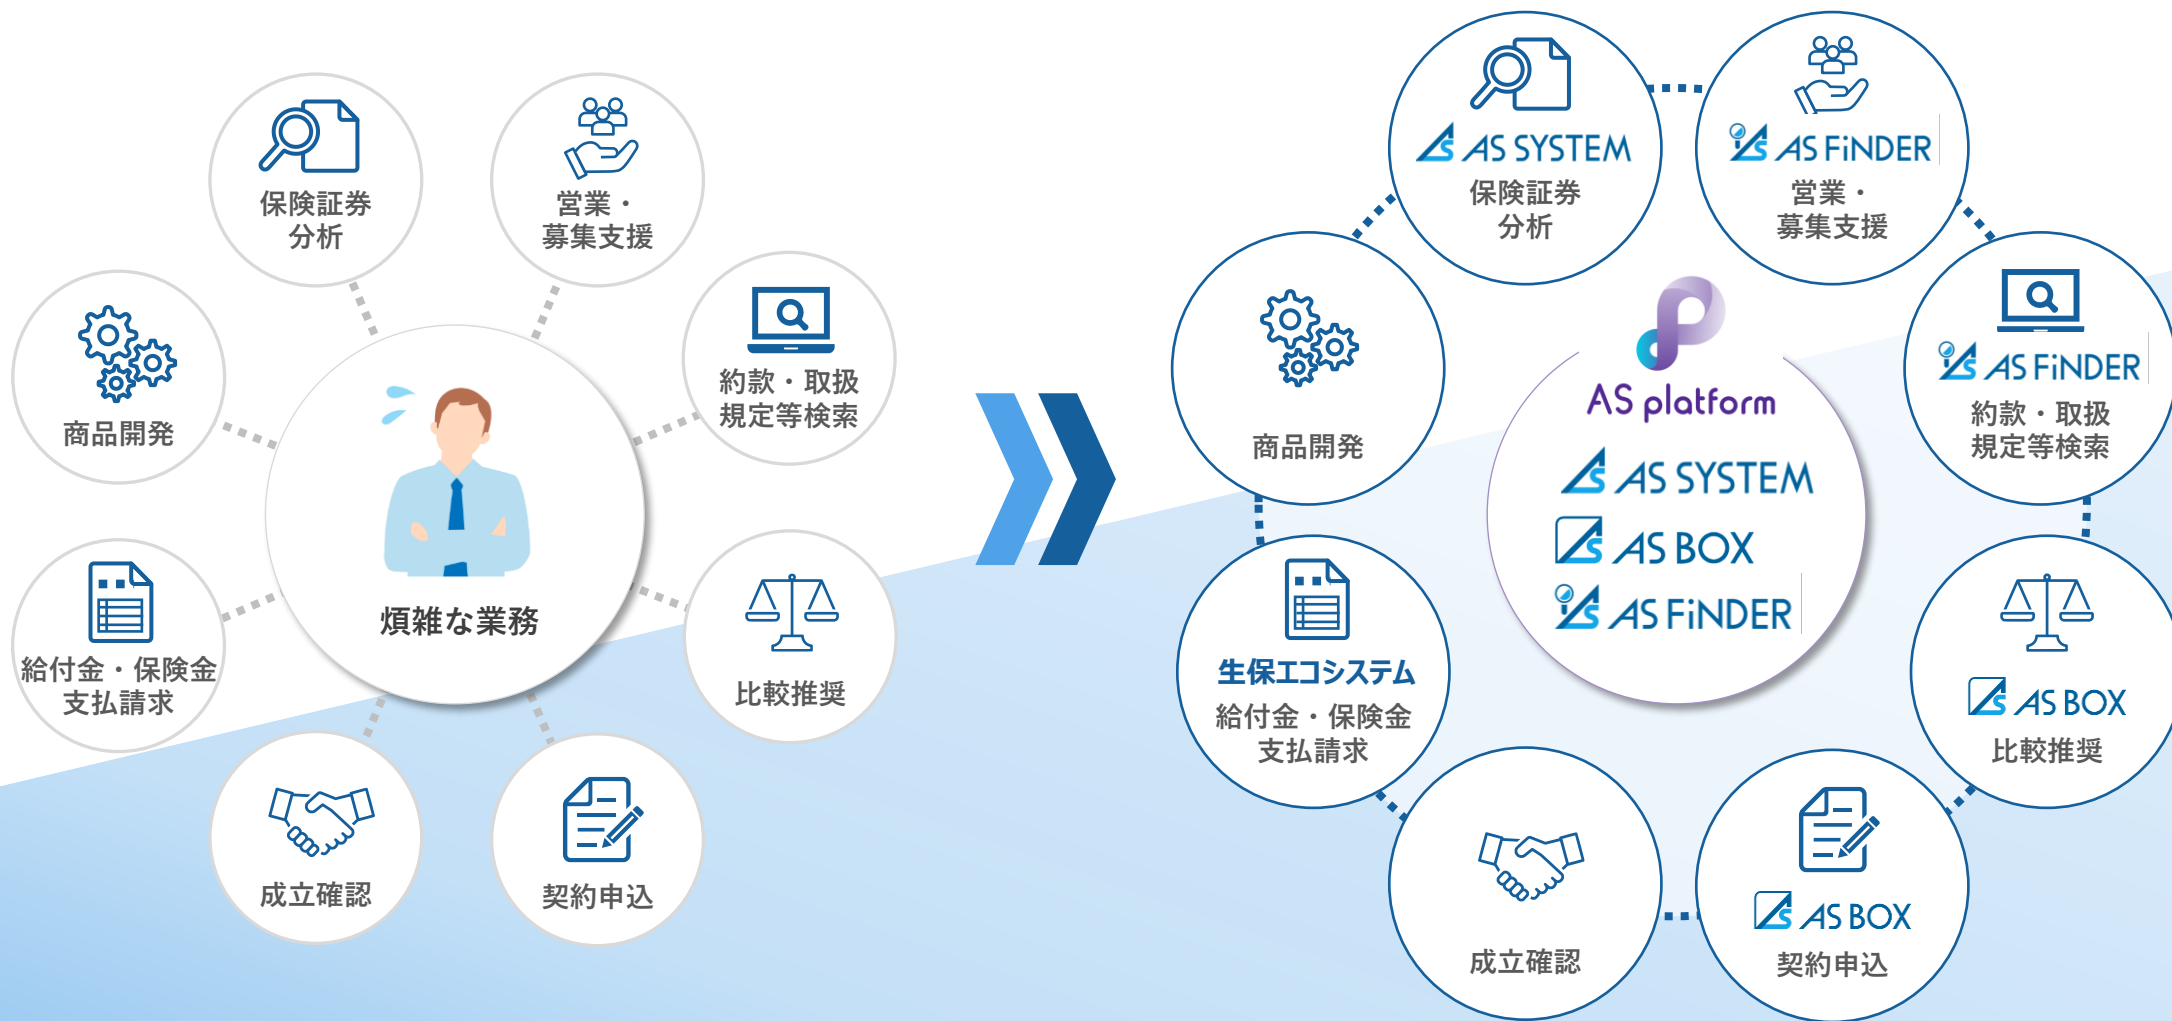 保険証券
分析
営業・
募集支援
商品開発
約款・取扱
規定等検索
煩雑な業務
給付金・保険金
支払請求
比較推奨
成立確認
契約申込
AS SYSTEM
保険証券
分析
AS FiNDER
営業・
募集支援
商品開発
AS FiNDER
約款・取扱
規定等検索
AS platform
AS SYSTEM
AS BOX
AS FiNDER
生保エコシステム
給付金・保険金
支払請求
AS BOX
比較推奨
成立確認
AS BOX
契約申込